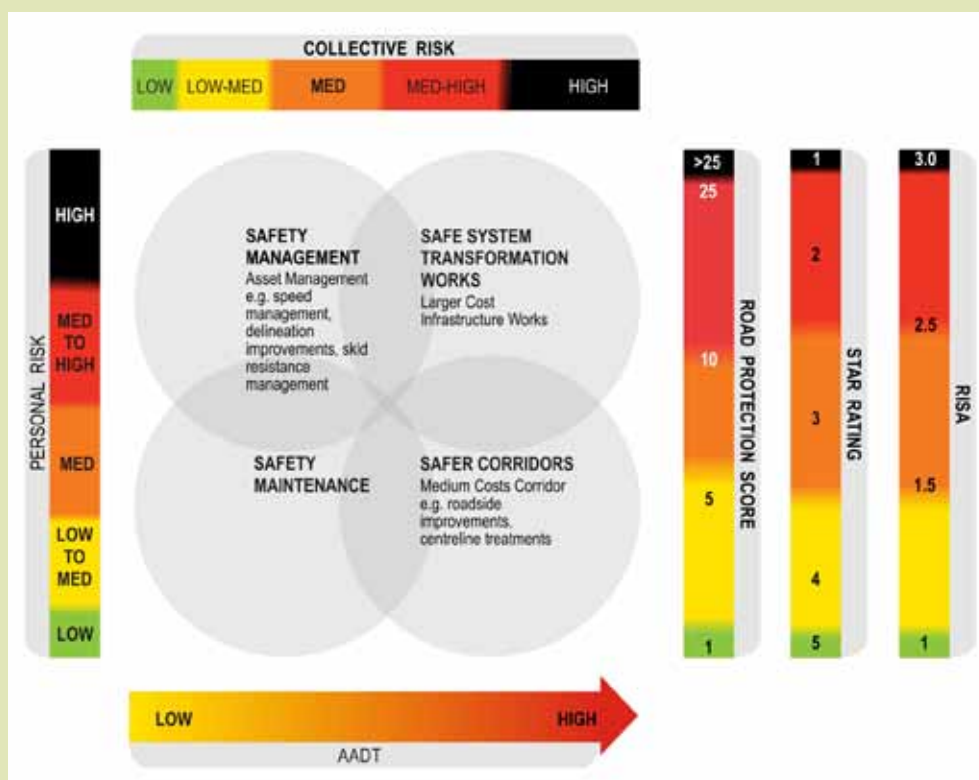 COLLECTIVE RISK
LOW LOW-MED MED MED-HIGH HIGH
PERSONAL RISK
HIGH
MED
TO
HIGH
MED
LOW
TO
MED
LOW
SAFETY
MANAGEMENT
Asset Management
e.g. speed
management,
delineation
improvements, skid
resistance
management
SAFE SYSTEM
TRANSFORMATION
WORKS
Larger Cost
Infrastructure Works
SAFETY
MAINTENANCE
SAFER CORRIDORS
Medium Costs Corridor
e.g. roadside
improvements,
centreline treatments
>25
25
10
5
1
ROAD PROTECTION SCORE
1
2
3
4
5
STAR RATING
3.0
2.5
1.5
1
RISA
LOW HIGH
AADT